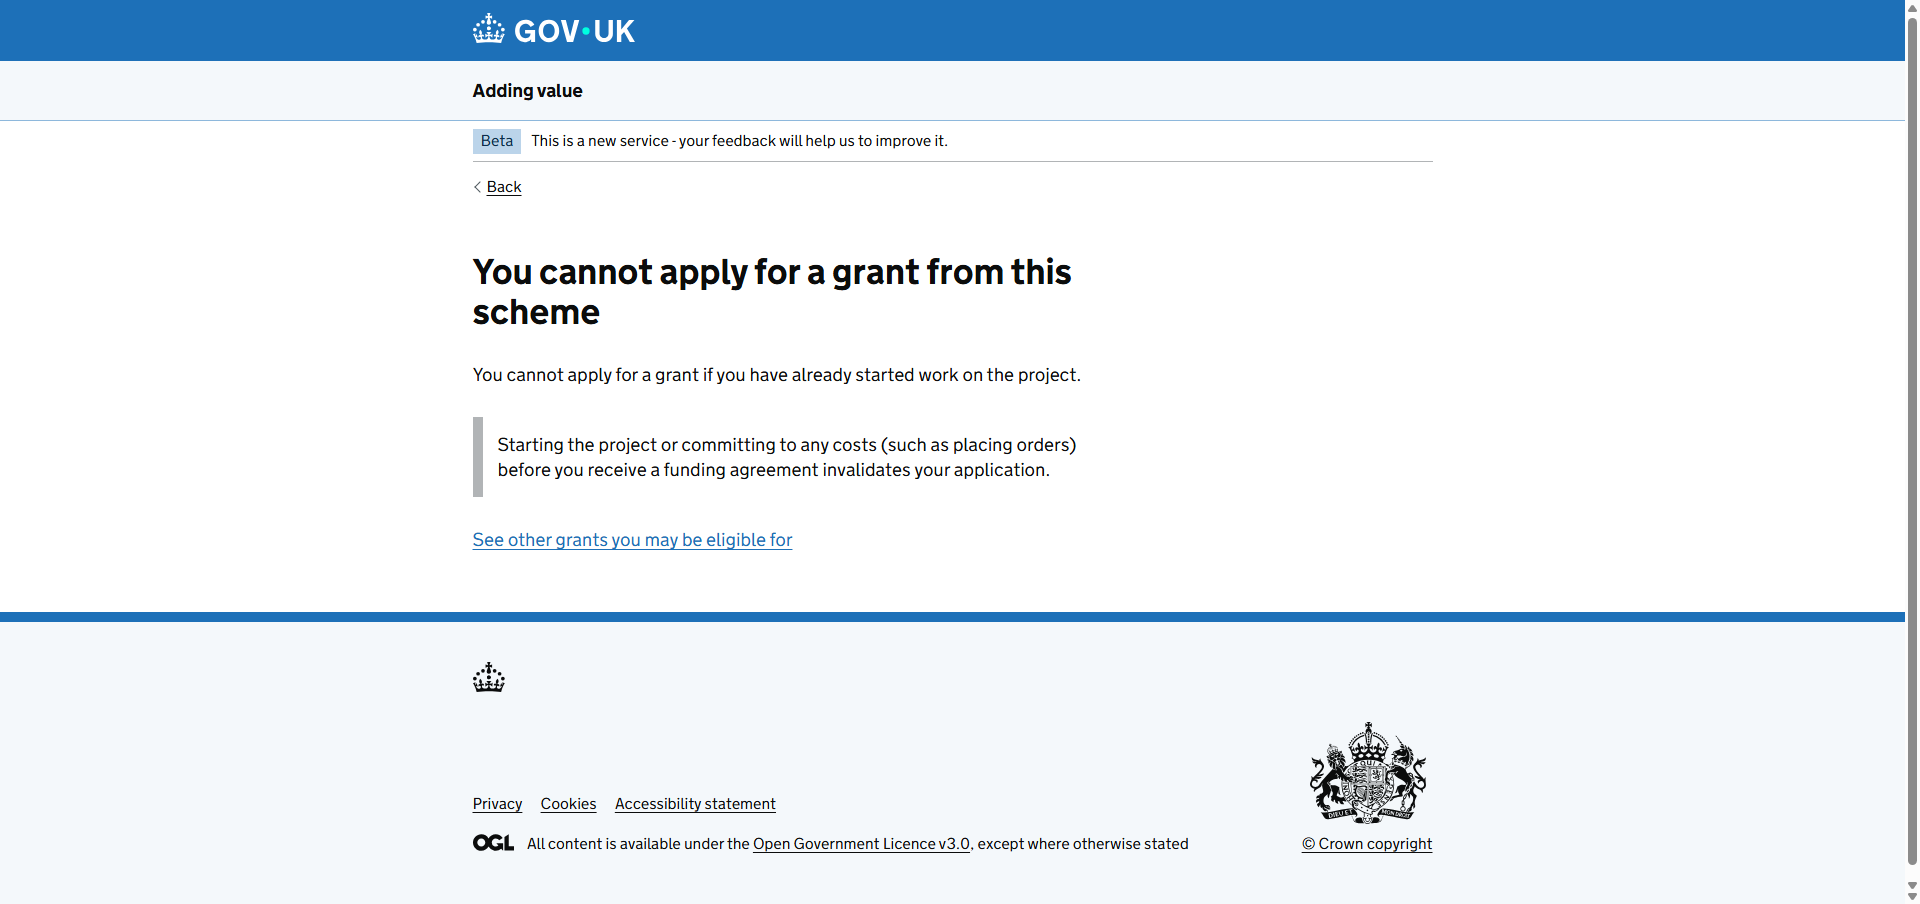 GOV·UK
Adding value
Beta This is a new service - your feedback will help us to improve it.
Back
You cannot apply for a grant from this
scheme
You cannot apply for a grant if you have already started work on the project.
Starting the project or committing to any costs (such as placing orders)
before you receive a funding agreement invalidates your application.
See other grants you may be eligible for
Privacy Cookies Accessibility statement
OGL All content is available under the Open Government Licence v3.0, except where otherwise stated
© Crown copyright